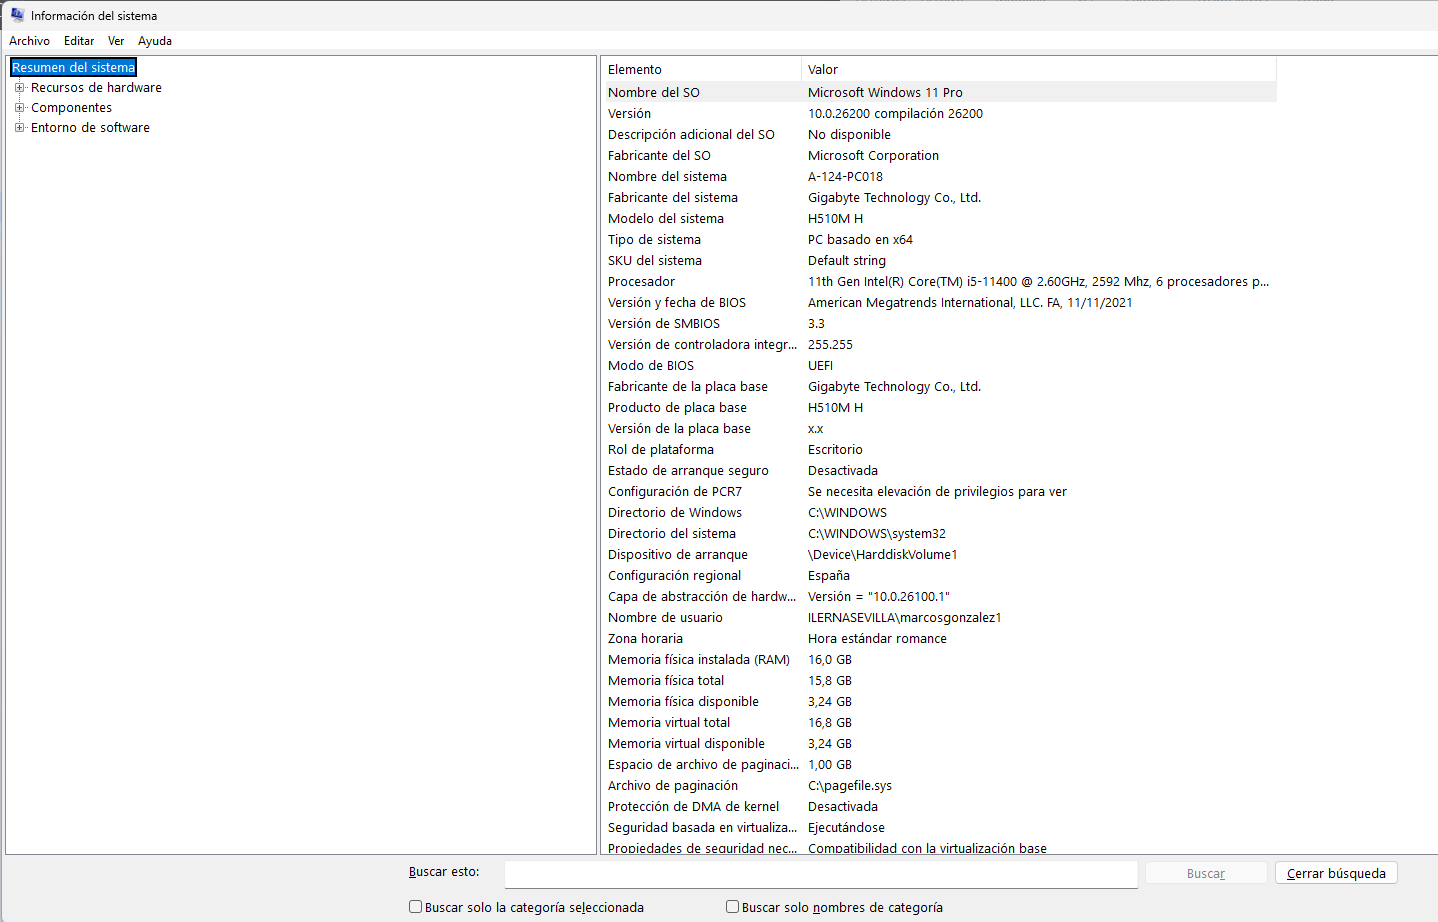 Información del sistema
Archivo Editar Ver Ayuda
Resumen del sistema
Recursos de hardware
Componentes
Entorno de software
Elemento Valor
Nombre del SO Microsoft Windows 11 Pro
Versión 10.0.26200 compilación 26200
Descripción adicional del SO No disponible
Fabricante del SO Microsoft Corporation
Nombre del sistema A-124-PC018
Fabricante del sistema Gigabyte Technology Co., Ltd.
Modelo del sistema H510M H
Tipo de sistema PC basado en x64
SKU del sistema Default string
Procesador 11th Gen Intel(R) Core(TM) i5-11400 @ 2.60GHz, 2592 Mhz, 6 procesadores p...
Versión y fecha de BIOS American Megatrends International, LLC. FA, 11/11/2021
Versión de SMBIOS 3.3
Versión de controladora integr... 255.255
Modo de BIOS UEFI
Fabricante de la placa base Gigabyte Technology Co., Ltd.
Producto de placa base H510M H
Versión de la placa base x.x
Rol de plataforma Escritorio
Estado de arranque seguro Desactivada
Configuración de PCR7 Se necesita elevación de privilegios para ver
Directorio de Windows C:\WINDOWS
Directorio del sistema C:\WINDOWS\system32
Dispositivo de arranque \Device\HarddiskVolume1
Configuración regional España
Capa de abstracción de hardw... Versión = "10.0.26100.1"
Nombre de usuario ILERNASEVILLA\marcosgonzalez1
Zona horaria Hora estándar romance
Memoria física instalada (RAM) 16,0 GB
Memoria física total 15,8 GB
Memoria física disponible 3,24 GB
Memoria virtual total 16,8 GB
Memoria virtual disponible 3,24 GB
Espacio de archivo de paginaci... 1,00 GB
Archivo de paginación C:\pagefile.sys
Protección de DMA de kernel Desactivada
Seguridad basada en virtualiza... Ejecutándose
Propiedades de seguridad nec... Compatibilidad con la virtualización base
Buscar esto: Buscar Cerrar búsqueda
Buscar solo la categoría seleccionada Buscar solo nombres de categoría